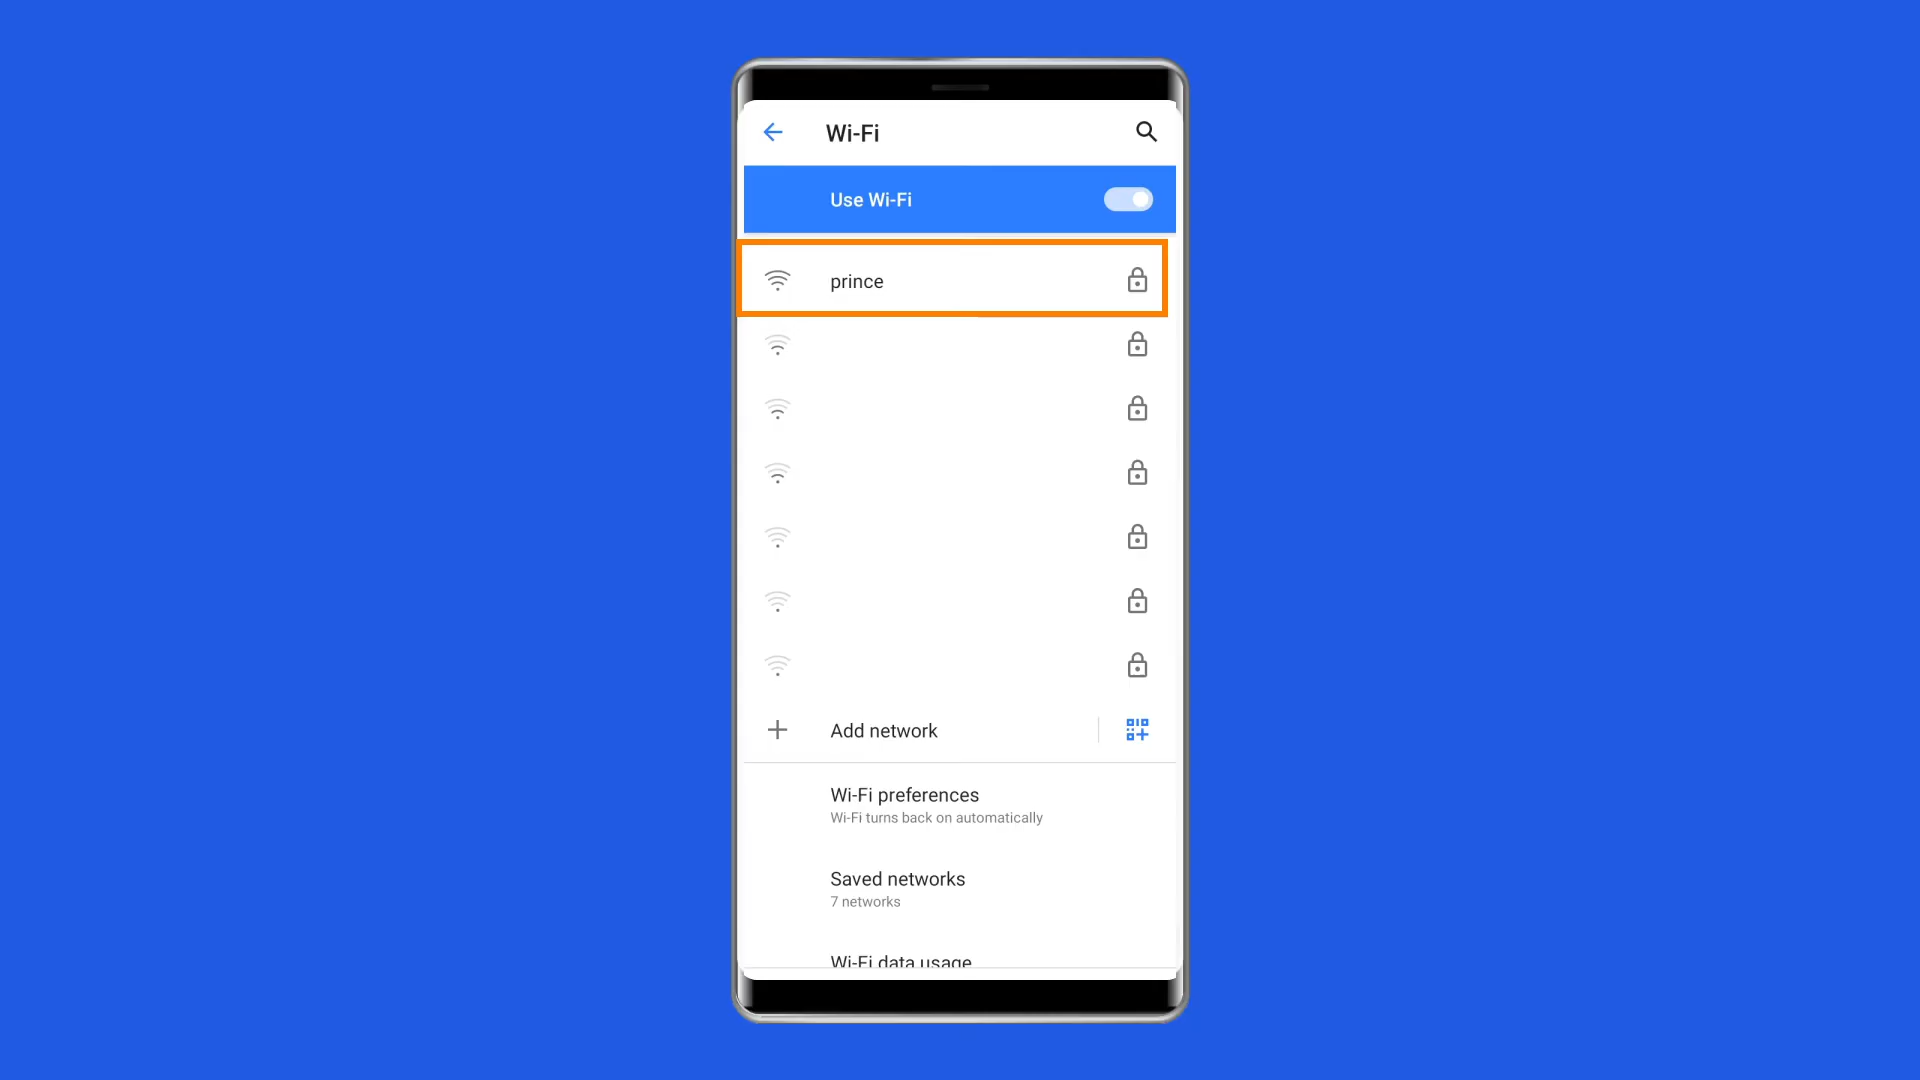 Wi-Fi
Use Wi-Fi
prince
Add network
Wi-Fi preferences
Wi-Fi turns back on automatically
Saved networks
7 networks
Wi-Fi data usage